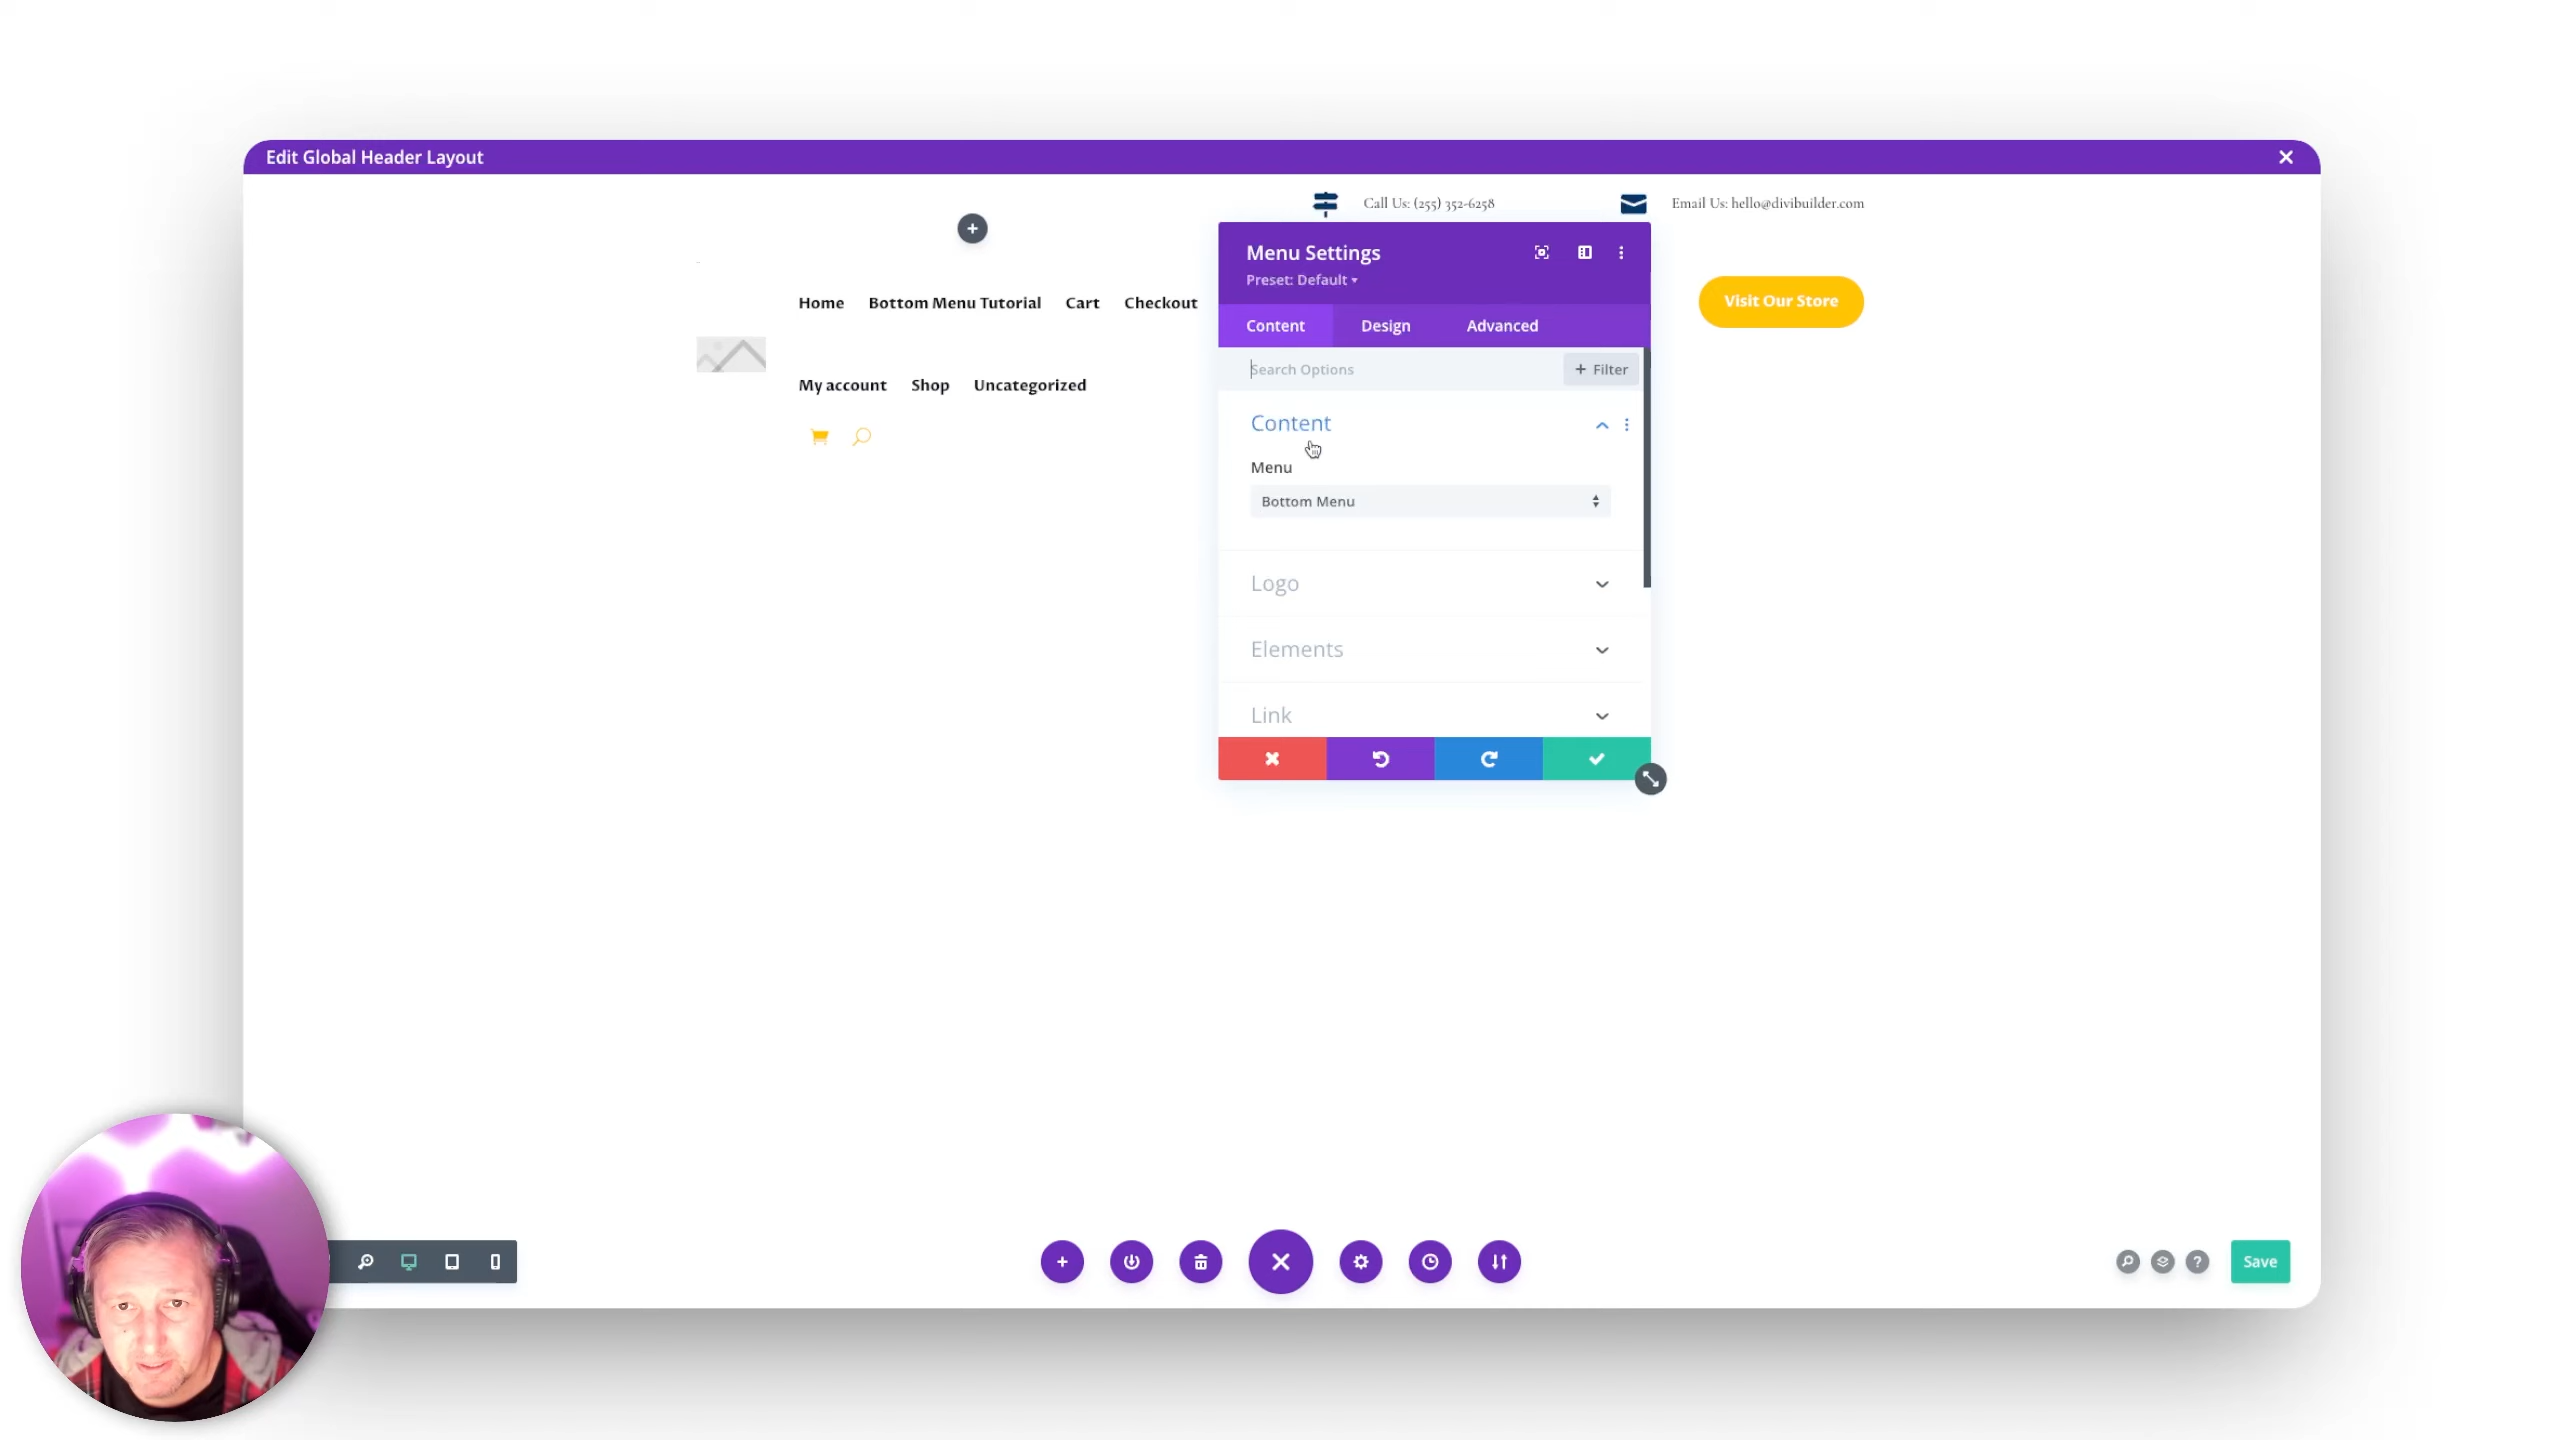 Edit Global Header Layout
Call Us: (255) 352-6258
Email Us: hello@divibuilder.com
Home
Bottom Menu Tutorial
Cart
Checkout
My account
Shop
Uncategorized
Menu Settings
Preset: Default
Content
Design
Advanced
Search Options
+ Filter
Content
Menu
Bottom Menu
Logo
Elements
Link
Visit Our Store
?
Save